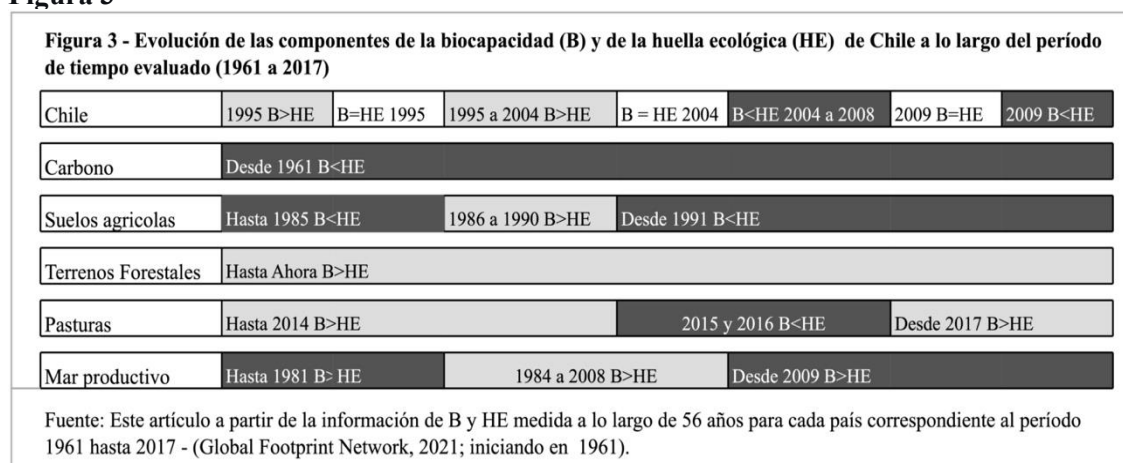 Figura 3
Figura 3 - Evolución de las componentes de la biocapacidad (B) y de la huella ecológica (HE) de Chile a lo largo del período
de tiempo evaluado (1961 a 2017)
Chile 1995 B>HE B=HE 1995 1995 a 2004 B>HE B = HE 2004 B<HE 2004 a 2008 2009 B=HE 2009 B<HE
Carbono Desde 1961 B<HE
Suelos agricolas Hasta 1985 B<HE 1986 a 1990 B>HE Desde 1991 B<HE
Terrenos Forestales Hasta Ahora B>HE
Pasturas Hasta 2014 B>HE 2015 y 2016 B<HE Desde 2017 B>HE
Mar productivo Hasta 1981 B> HE 1984 a 2008 B>HE Desde 2009 B>HE
Fuente: Este artículo a partir de la información de B y HE medida a lo largo de 56 años para cada país correspondiente al período
1961 hasta 2017 - (Global Footprint Network, 2021; iniciando en 1961).